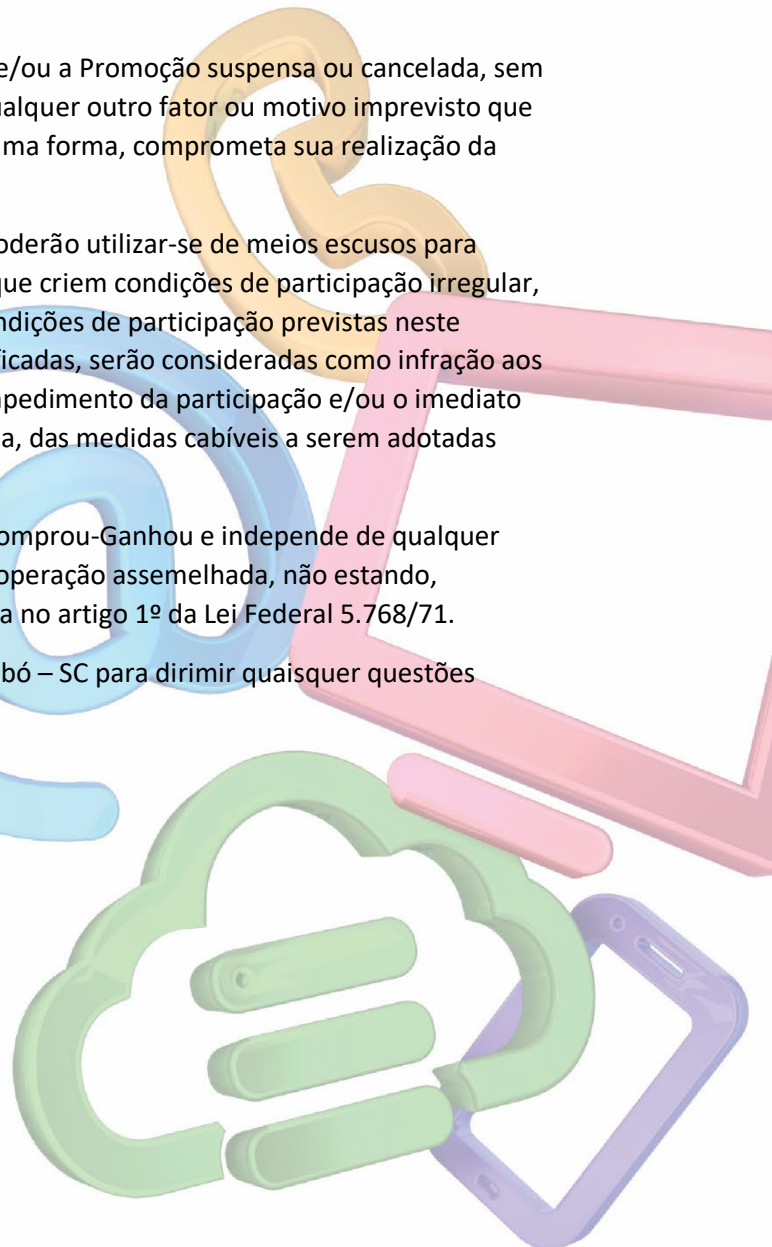 e/ou a Promoção suspensa ou cancelada, sem
ualquer outro fator ou motivo imprevisto que
ma forma, comprometa sua realização da
oderão utilizar-se de meios escusos para
que criem condições de participação irregular,
ndições de participação previstas neste
ficadas, serão consideradas como infração aos
mpedimento da participação e/ou o imediato
a, das medidas cabíveis a serem adotadas
omprou-Ganhou e independe de qualquer
operação assemelhada, não estando,
a no artigo 1º da Lei Federal 5.768/71.
bó – SC para dirimir quaisquer questões